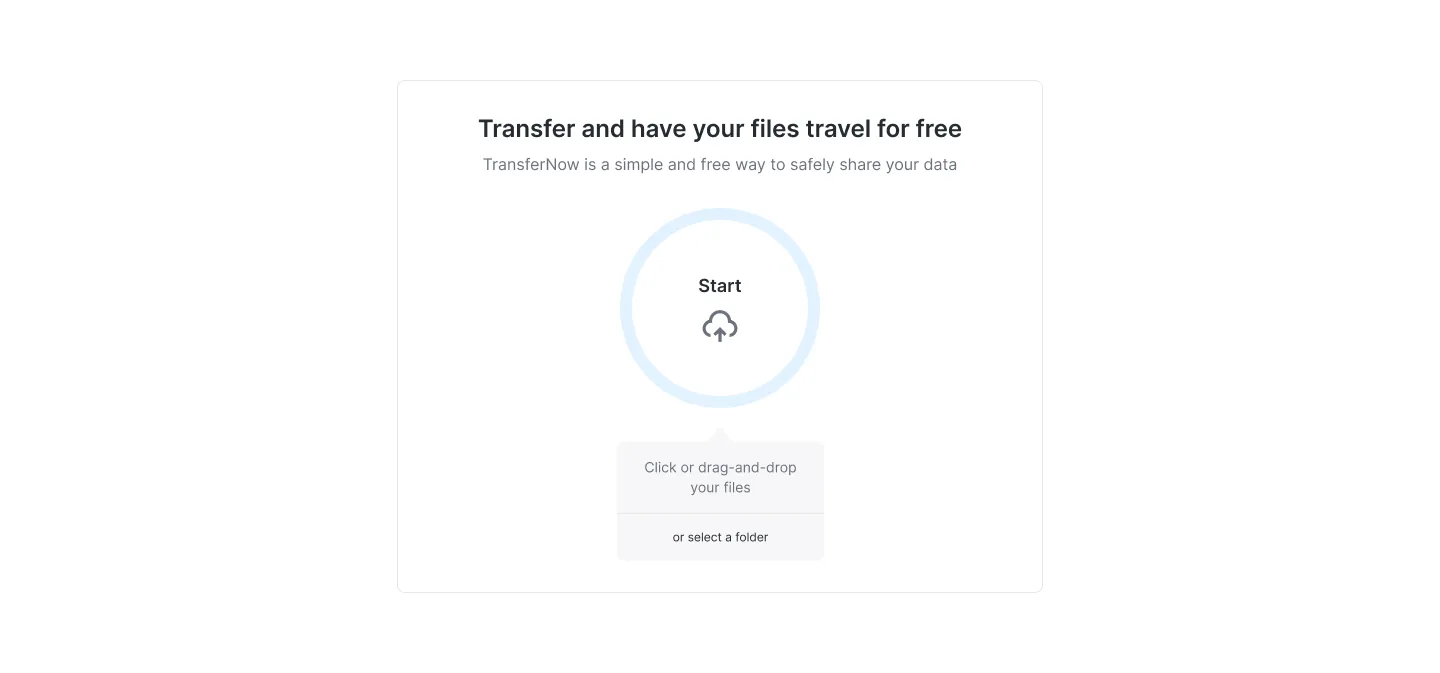 Transfer and have your files travel for free
TransferNow is a simple and free way to safely share your data
Start
Click or drag-and-drop
your files
or select a folder